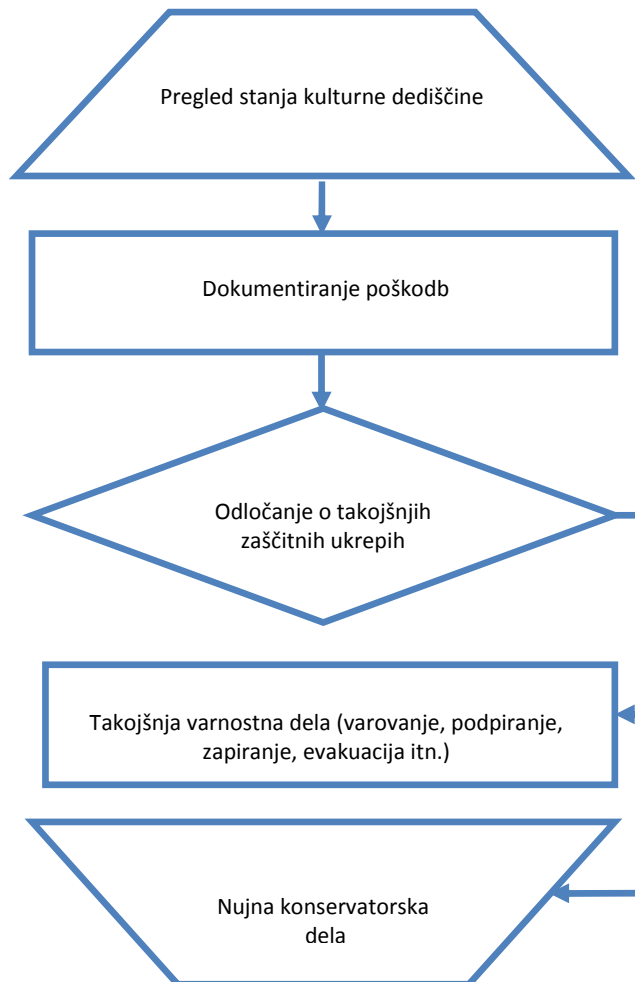 Pregled stanja kulturne dediščine
Dokumentiranje poškodb
Odločanje o takojšnjih
zaščitnih ukrepih
Takojšnja varnostna dela (varovanje, podpiranje,
zapiranje, evakuacija itn.)
Nujna konservatorska
dela